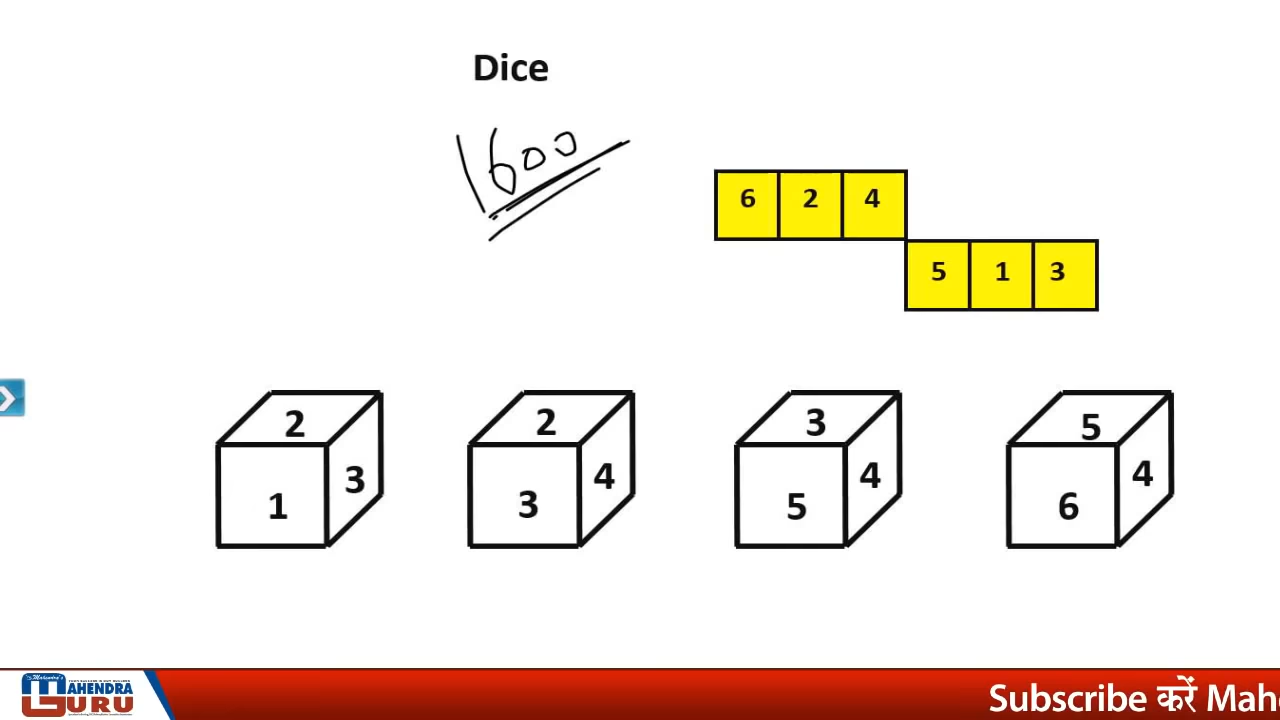 Dice
1600
6 2 4
5 1 3
2 2 3 5
1 3 3 4 5 4 6 4
MAHENDRA
GURU
Subscribe करें Mah